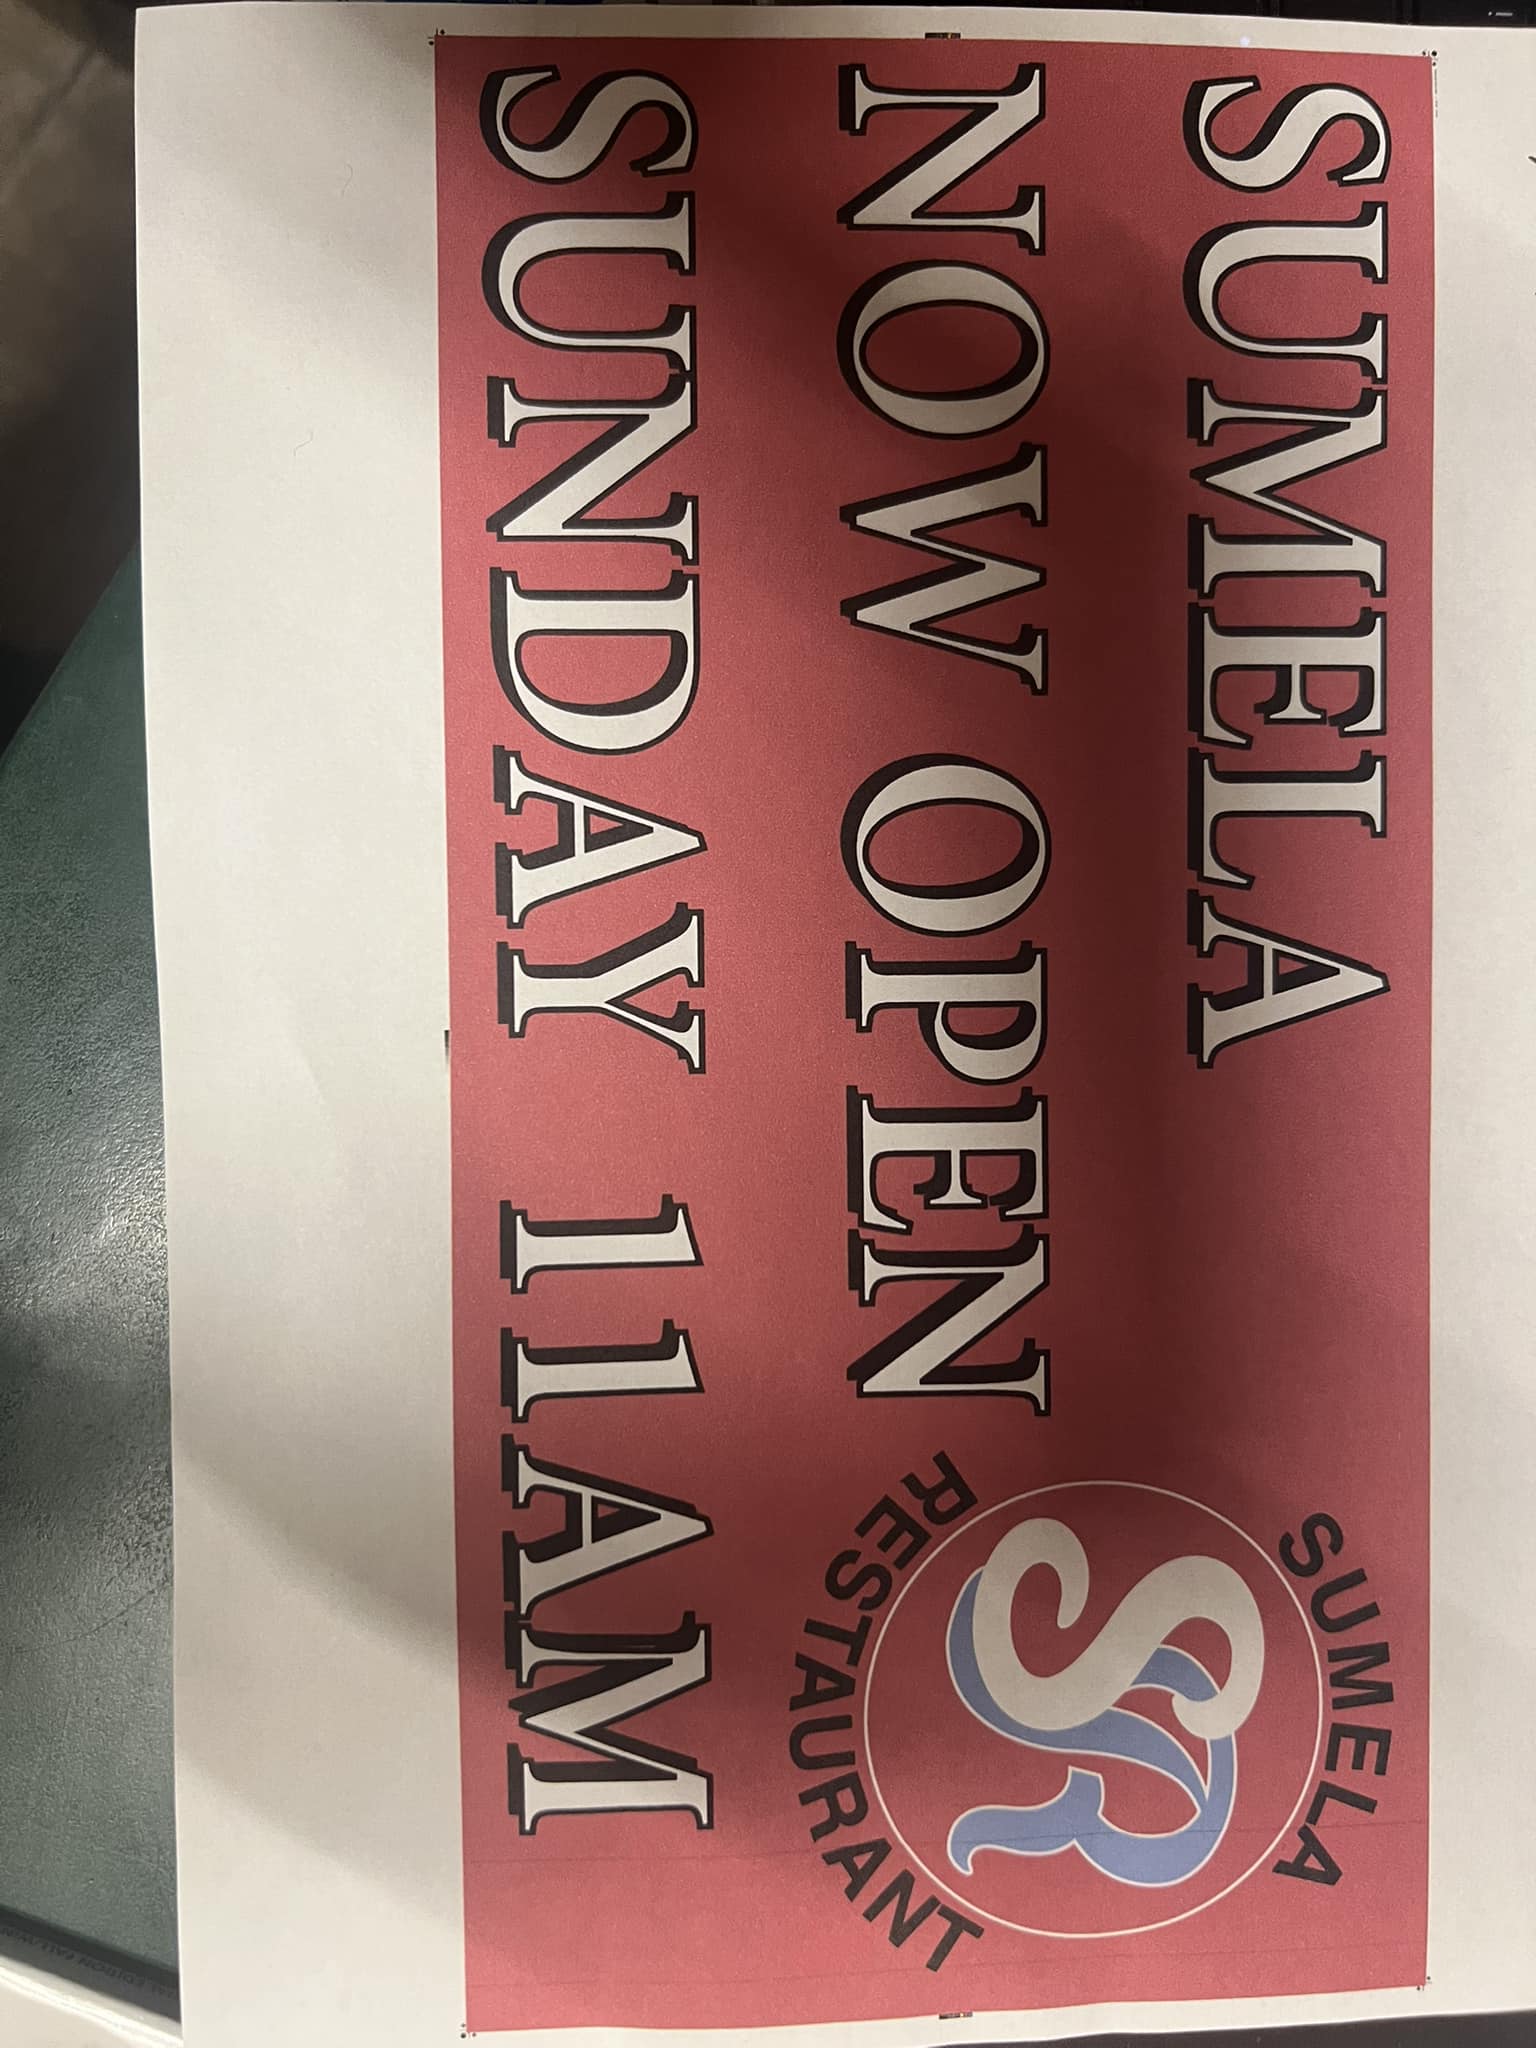 SUMELA
NOW OPEN
SUNDAY 11AM
SUMELA
SR
RESTAURANT